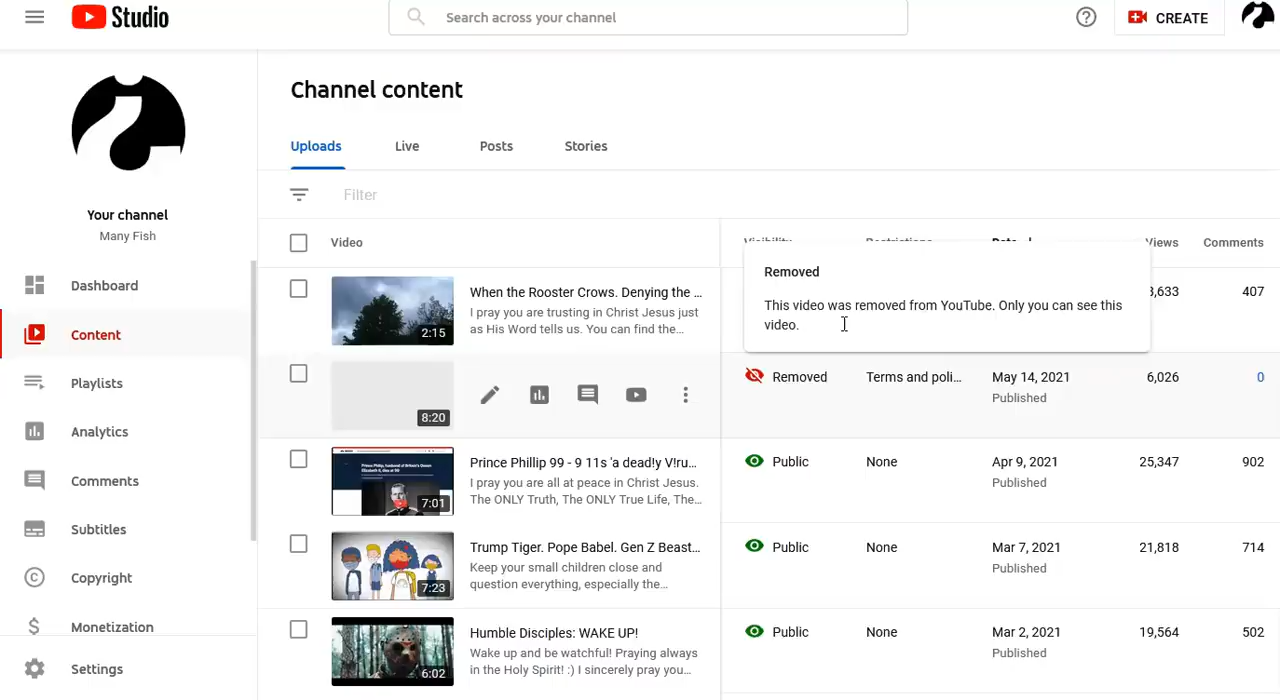 Studio
Search across your channel
CREATE
Channel content
Uploads
Live
Posts
Stories
Filter
Your channel
Many Fish
Dashboard
Content
Playlists
Analytics
Comments
Subtitles
Copyright
Monetization
Settings
Video
Views
Comments
Removed
This video was removed from YouTube. Only you can see this
video.
When the Rooster Crows. Denying the ...
I pray you are trusting in Christ Jesus just
as His Word tells us. You can find the...
2:15
407
8:20
Removed
Terms and poli...
May 14, 2021
Published
6,026
0
Prince Phillip 99 - 9 11s 'a dead!y V!ru...
I pray you are all at peace in Christ Jesus.
The ONLY Truth, The ONLY True Life, The...
7:01
Public
None
Apr 9, 2021
Published
25,347
902
Trump Tiger. Pope Babel. Gen Z Beast...
Keep your small children close and
question everything, especially the...
7:23
Public
None
Mar 7, 2021
Published
21,818
714
Humble Disciples: WAKE UP!
Wake up and be watchful! Praying always
in the Holy Spirit! :) I sincerely pray you...
6:02
Public
None
Mar 2, 2021
Published
19,564
502